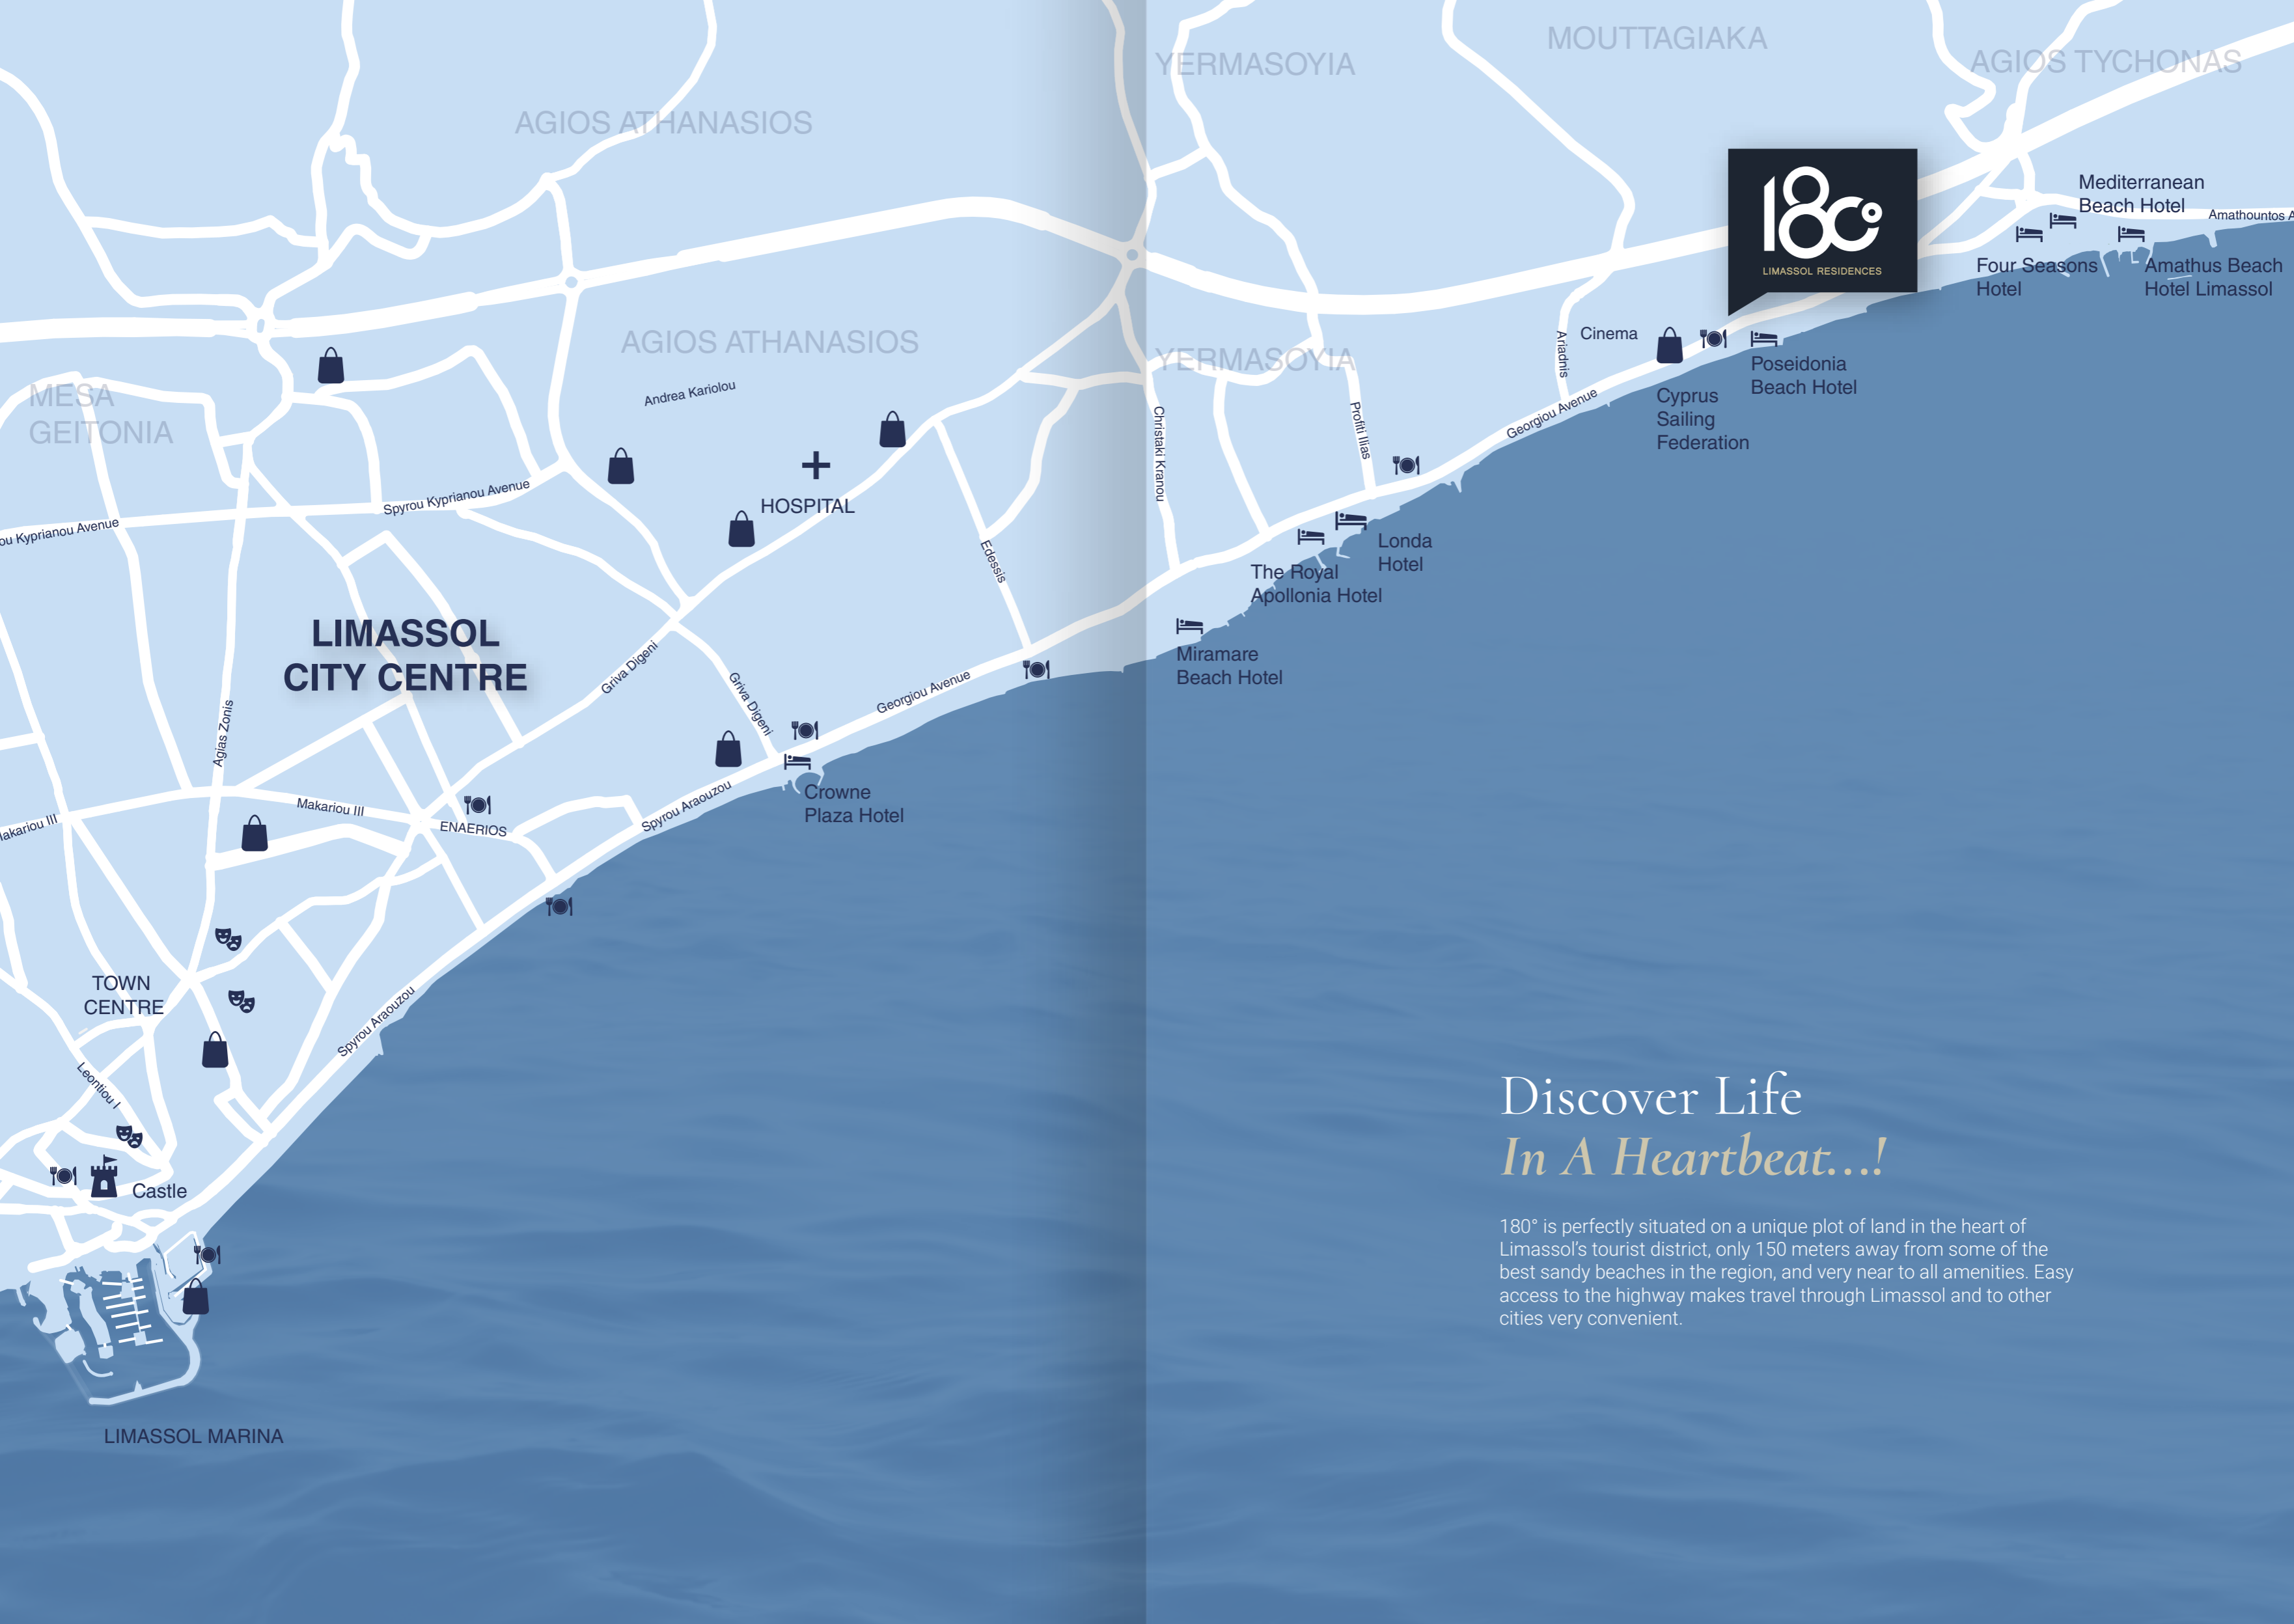 MOUTTAGIAKA
YERMASOYIA
AGIOS TYCHONAS
AGIOS ATHANASIOS
180°
LIMASSOL RESIDENCES
Mediterranean
Beach Hotel
Amathountos A
Four Seasons
Hotel
Amathus Beach
Hotel Limassol
AGIOS ATHANASIOS
YERMASOYIA
Ariadnis
Cinema
Poseidonia
Beach Hotel
Cyprus
Sailing
Federation
MESA
GEITONIA
Andrea Kariolou
Christaki Kranou
Profiti Ilias
Georgiou Avenue
HOSPITAL
Spyrou Kyprianou Avenue
ou Kyprianou Avenue
Edessis
Londa
Hotel
The Royal
Apollonia Hotel
LIMASSOL
CITY CENTRE
Miramare
Beach Hotel
Griva Digeni
Griva Digeni
Georgiou Avenue
Agias Zonis
Crowne
Plaza Hotel
Spyrou Araouzou
Makariou III
akariou III
ENAERIOS
TOWN
CENTRE
Spyrou Araouzou
Leontiou I
Castle
LIMASSOL MARINA
Discover Life
In A Heartbeat...!
180° is perfectly situated on a unique plot of land in the heart of
Limassol's tourist district, only 150 meters away from some of the
best sandy beaches in the region, and very near to all amenities. Easy
access to the highway makes travel through Limassol and to other
cities very convenient.